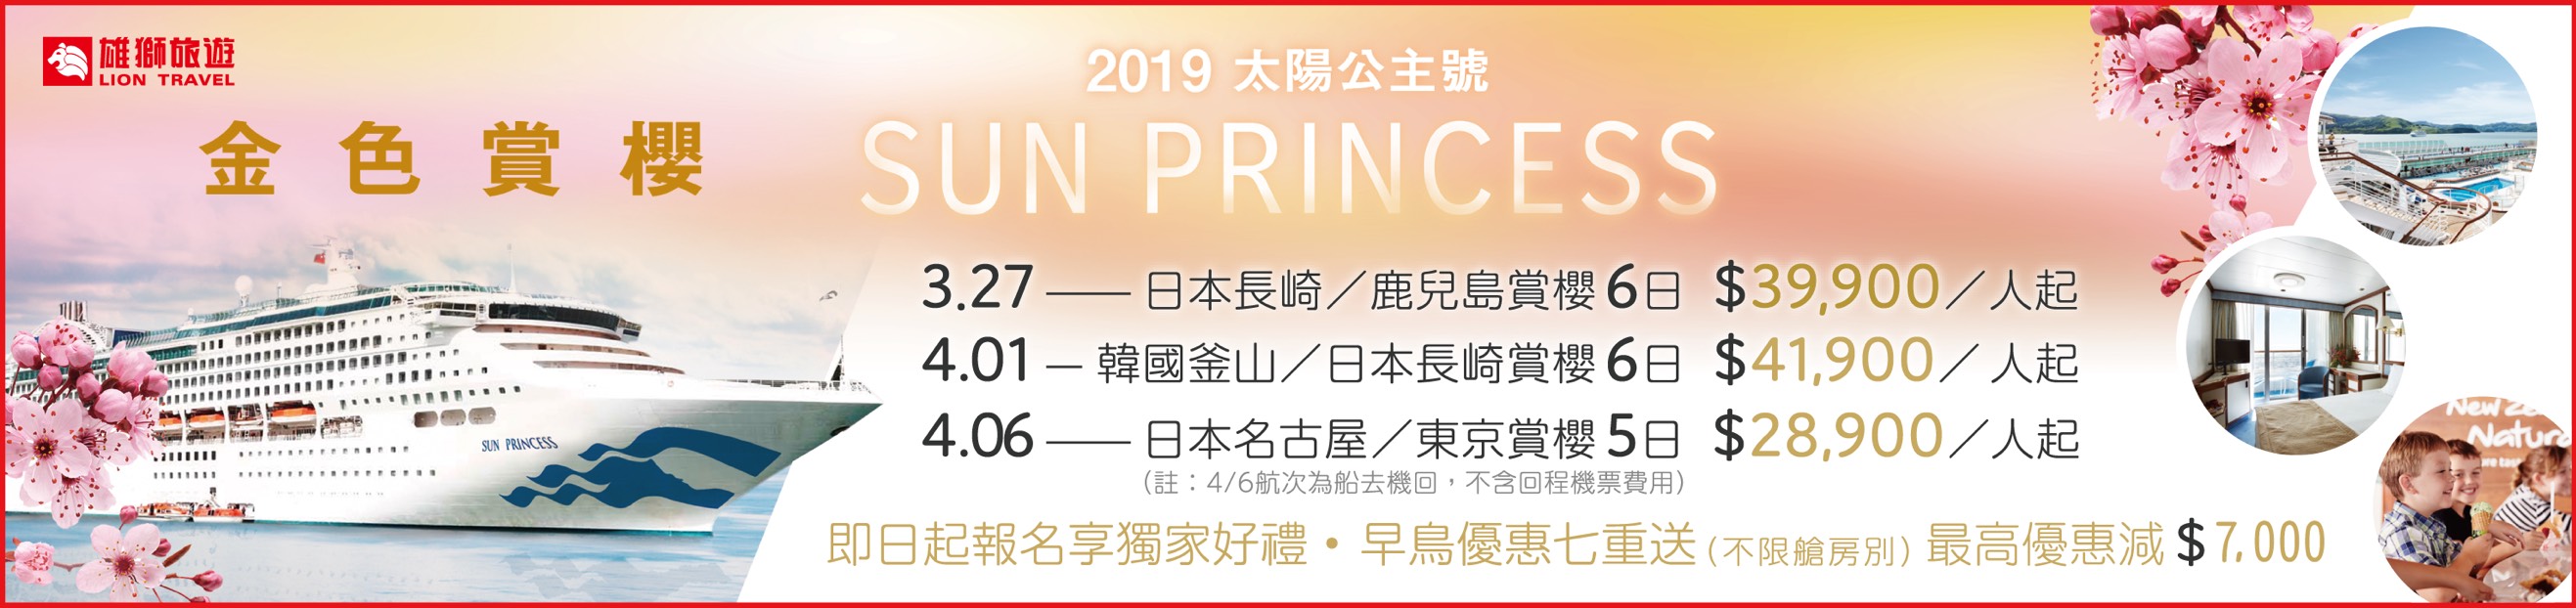 雄獅旅遊
LION TRAVEL
金色賞櫻
2019 太陽公主號
SUN PRINCESS
3.27 —— 日本長崎／鹿兒島賞櫻 6日 $39,900／人起
4.01 — 韓國釜山／日本長崎賞櫻 6日 $41,900／人起
4.06 —— 日本名古屋／東京賞櫻 5日 $28,900／人起
(註：4/6航次為船去機回，不含回程機票費用)
即日起報名享獨家好禮・早鳥優惠七重送(不限艙房別) 最高優惠減 $7,000
SUN PRINCESS
New Ze
Natura